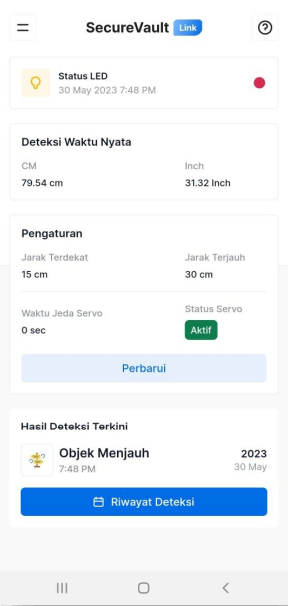 SecureVault Link
Status LED
30 May 2023 7:48 PM
Deteksi Waktu Nyata
CM Inch
79.54 cm 31.32 Inch
Pengaturan
Jarak Terdekat Jarak Terjauh
15 cm 30 cm
Waktu Jeda Servo Status Servo
0 sec Aktif
Perbarui
Hasil Deteksi Terkini
Objek Menjauh 2023
7:48 PM 30 May
Riwayat Deteksi